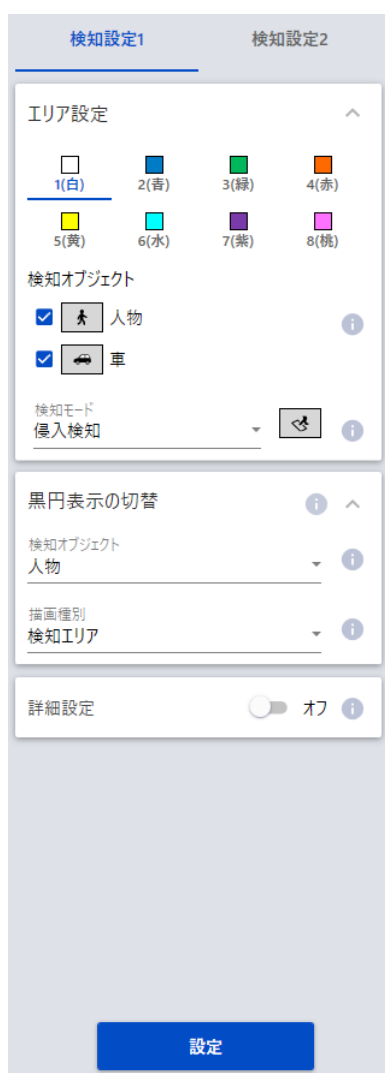 検知設定1 検知設定2
エリア設定
1(白) 2(青) 3(緑) 4(赤)
5(黄) 6(水) 7(紫) 8(桃)
検知オブジェクト
人物
車
検知モード
侵入検知
黒円表示の切替
検知オブジェクト
人物
描画種別
検知エリア
詳細設定 オフ
設定